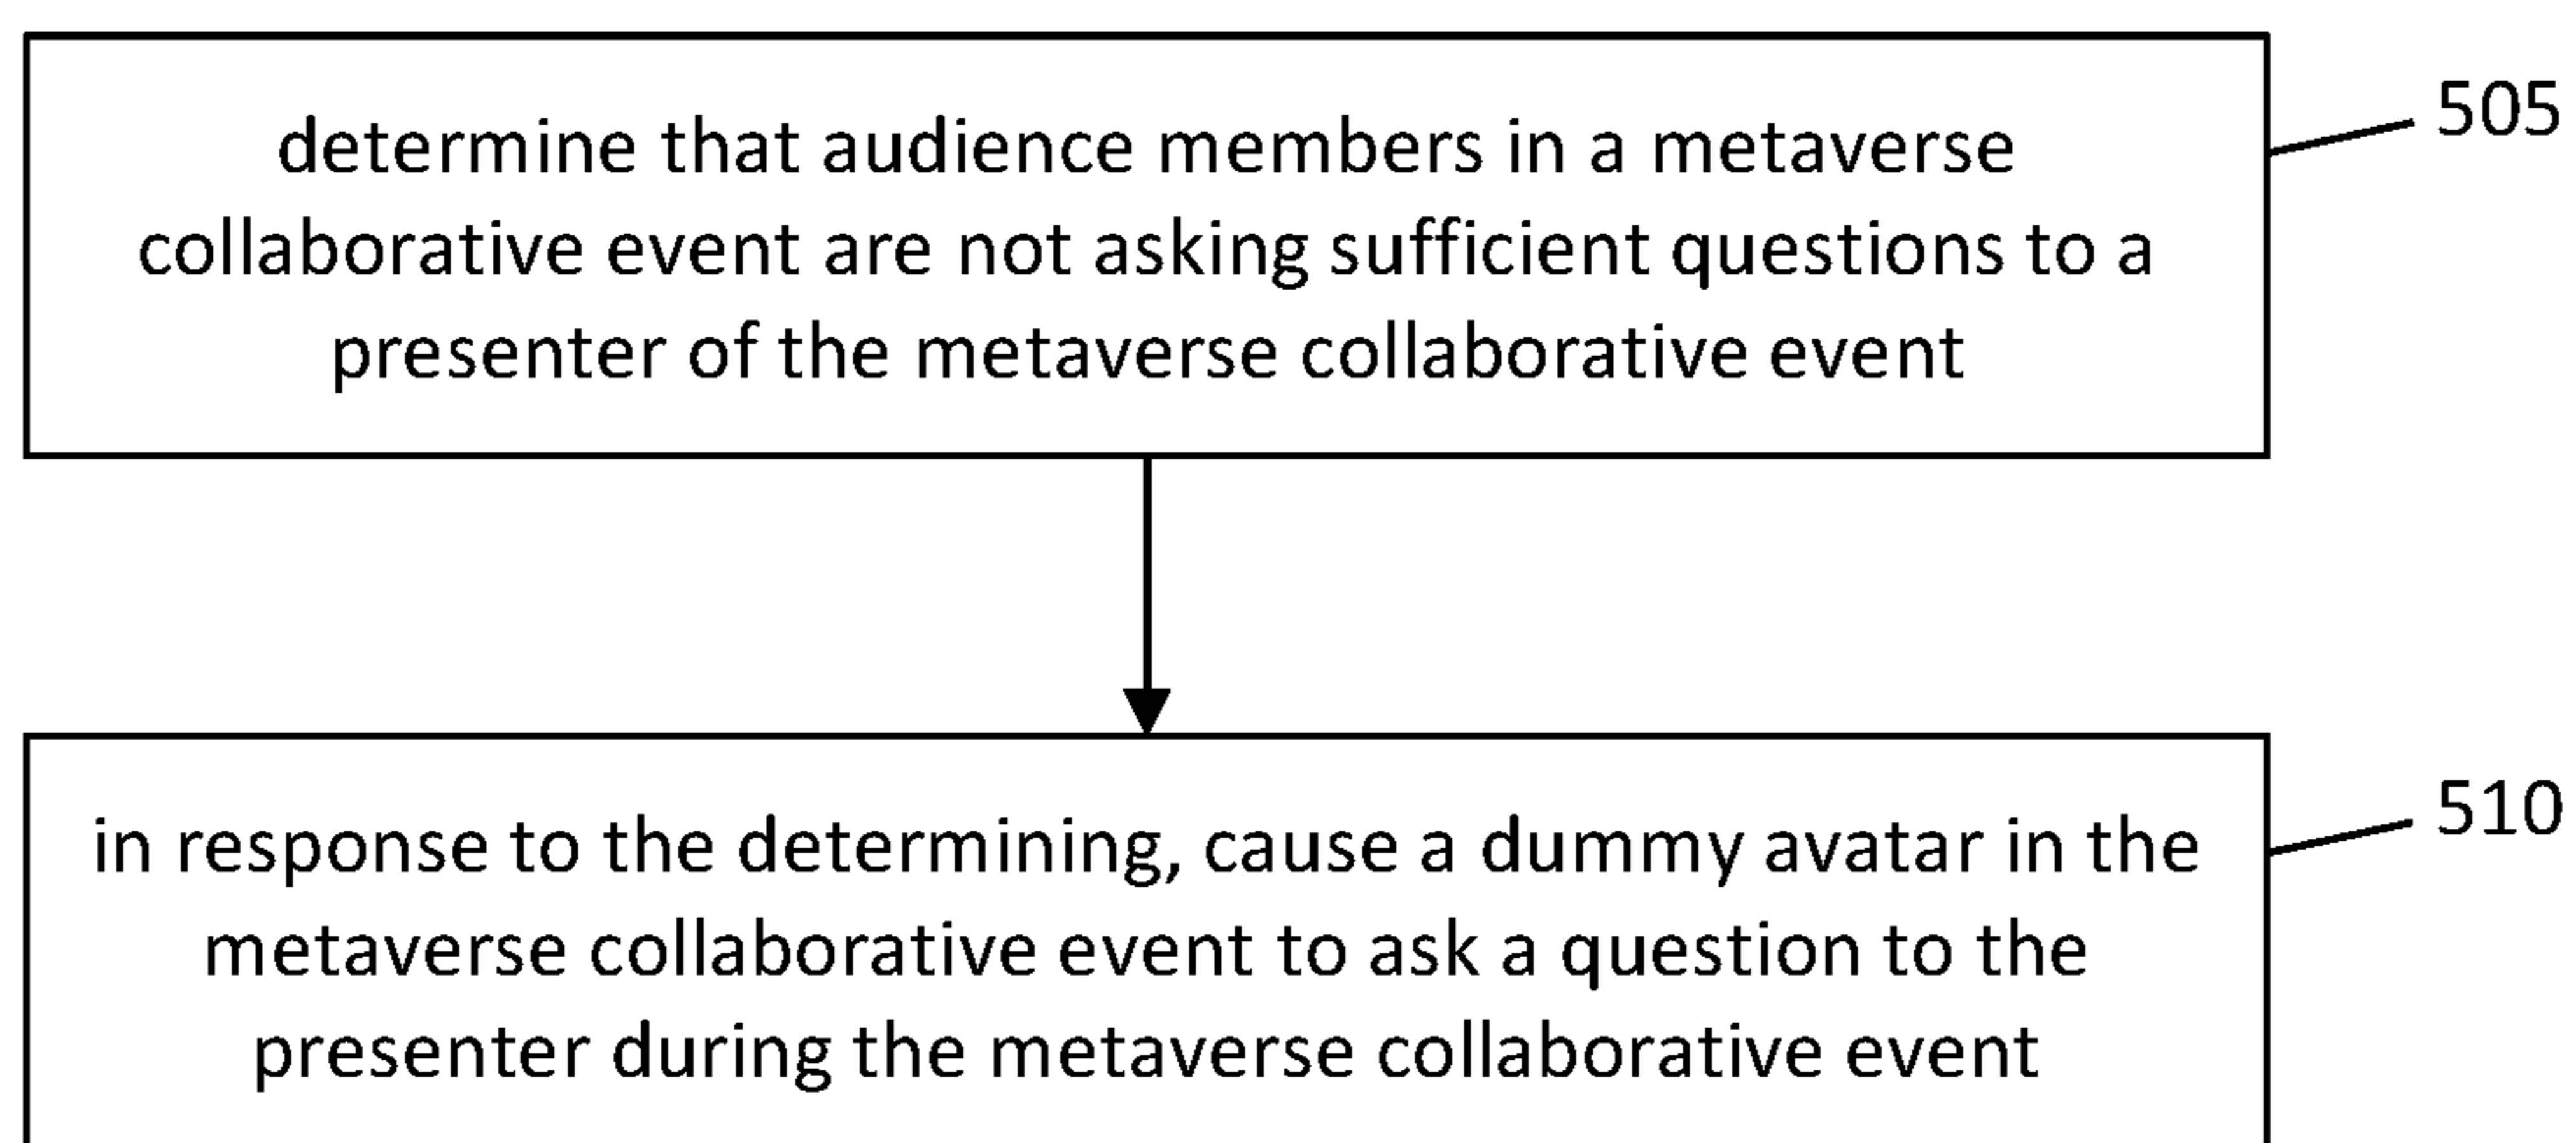 determine that audience members in a metaverse
collaborative event are not asking sufficient questions to a
presenter of the metaverse collaborative event
505
in response to the determining, cause a dummy avatar in the
metaverse collaborative event to ask a question to the
presenter during the metaverse collaborative event
510